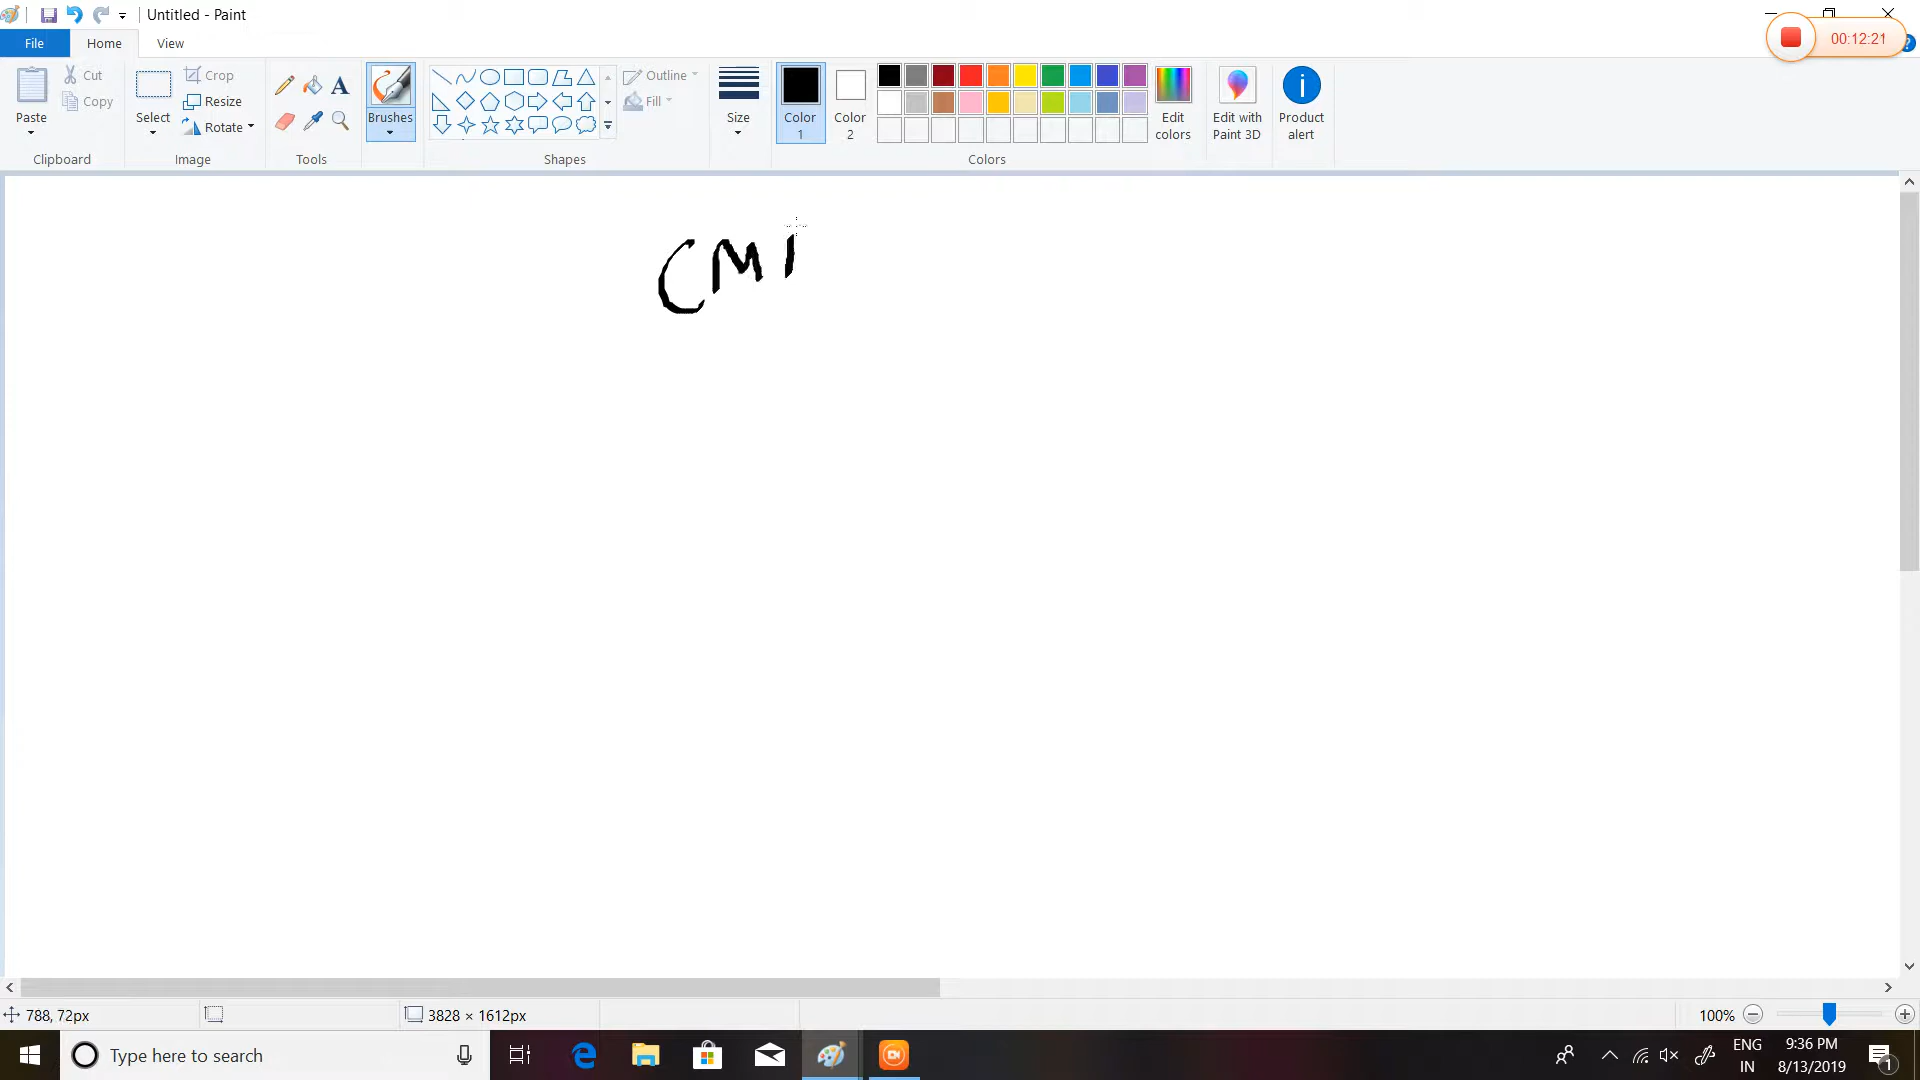 Untitled - Paint
00:12:21
File Home View
Paste
Cut
Copy
Clipboard
Select
Crop
Resize
Rotate
Image
Tools
Brushes
Shapes
Outline
Fill
Size
Color 1
Color 2
Colors
Edit colors
Edit with Paint 3D
Product alert
CMI
788, 72px
3828 × 1612px
100%
Type here to search
ENG
IN
9:36 PM
8/13/2019
1